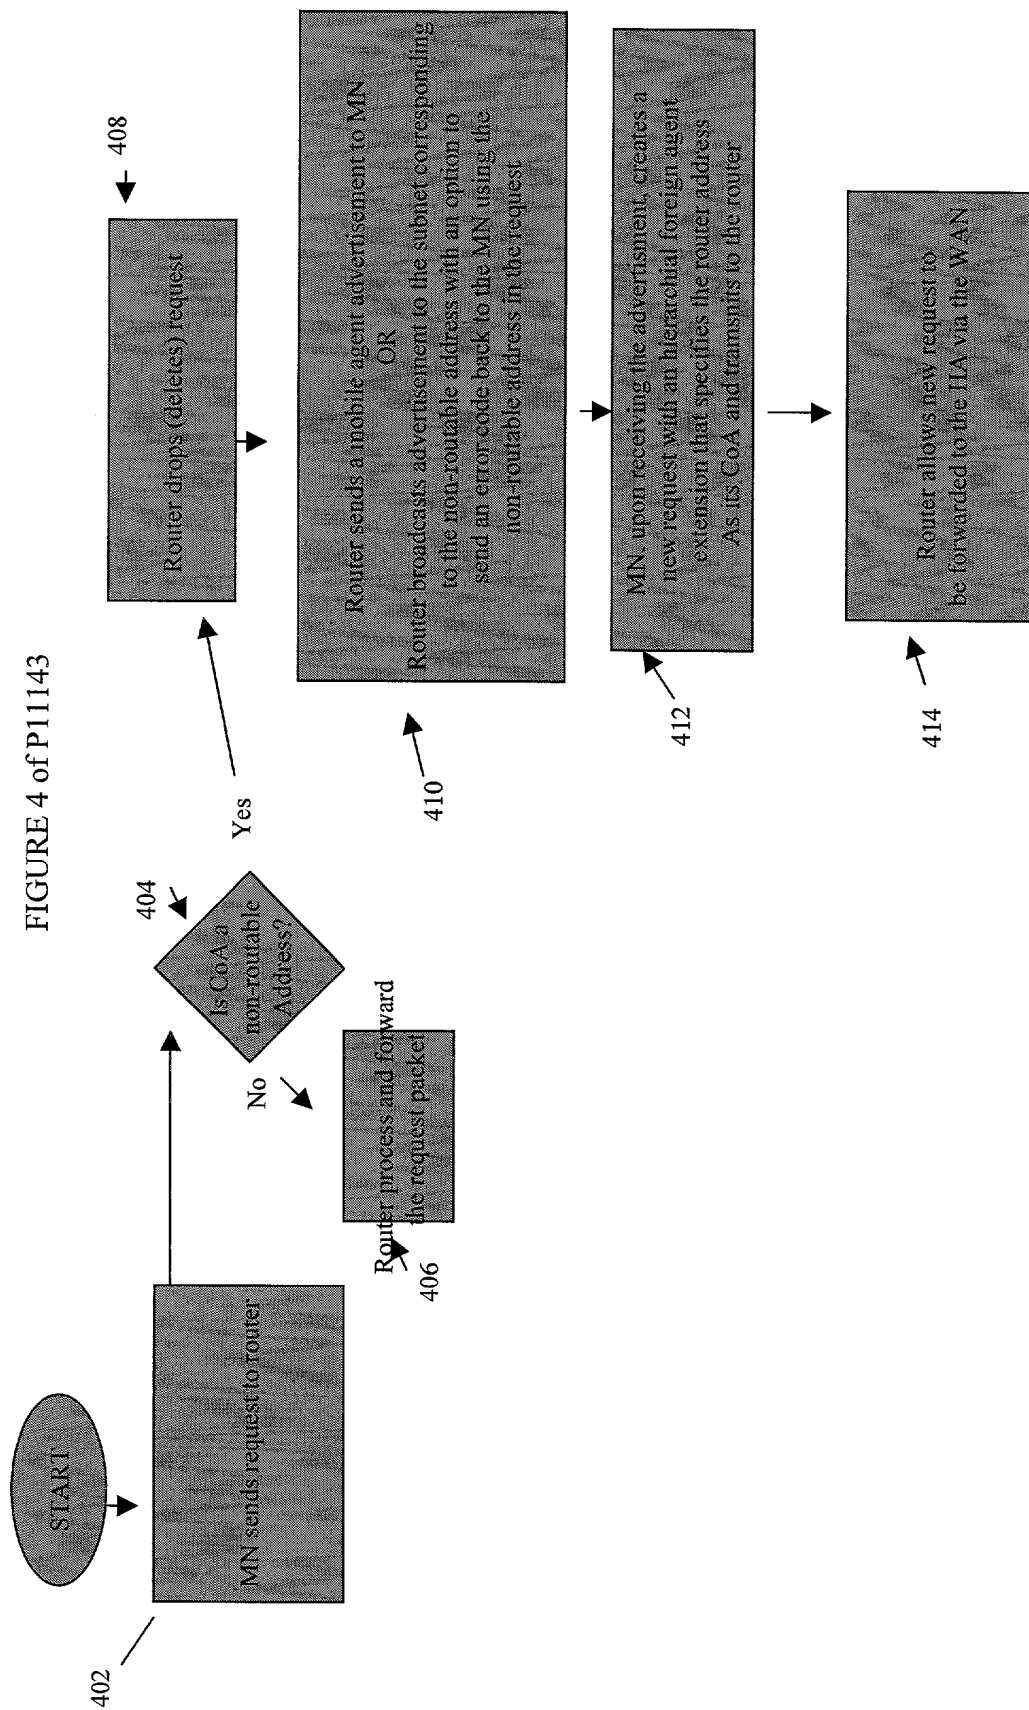 FIGURE 4 of P11143
START
402
MN sends request to router
404
Is CoA a
non-routable
Address?
No
406
Router process and forward
the request packet
Yes
408
Router drops (deletes) request
410
Router sends a mobile agent advertisement to MN
OR
Router broadcasts advertisement to the subnet corresponding
to the non-routable address with an option to
send an error code back to the MN using the
non-routable address in the request
412
MN, upon receiving the advertisment, creates a
new request with an hierarchial foreign agent
extension that specifies the router address
As its CoA and tramsnits to the router
414
Router allows new request to
be forwarded to the HA via the WAN